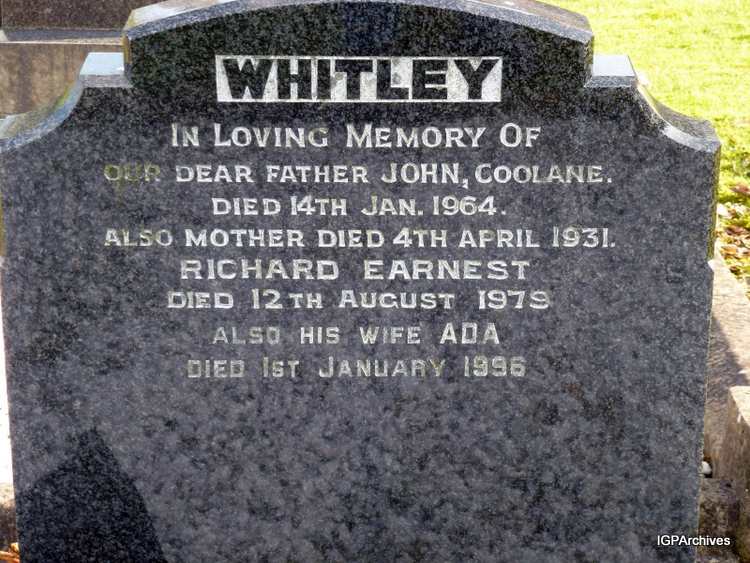 WHITLEY
IN LOVING MEMORY OF
OUR DEAR FATHER JOHN, COOLANE.
DIED 14TH JAN. 1964.
ALSO MOTHER DIED 4TH APRIL 1931.
RICHARD EARNEST
DIED 12TH AUGUST 1979
ALSO HIS WIFE ADA
DIED 1ST JANUARY 1996
IGPArchives